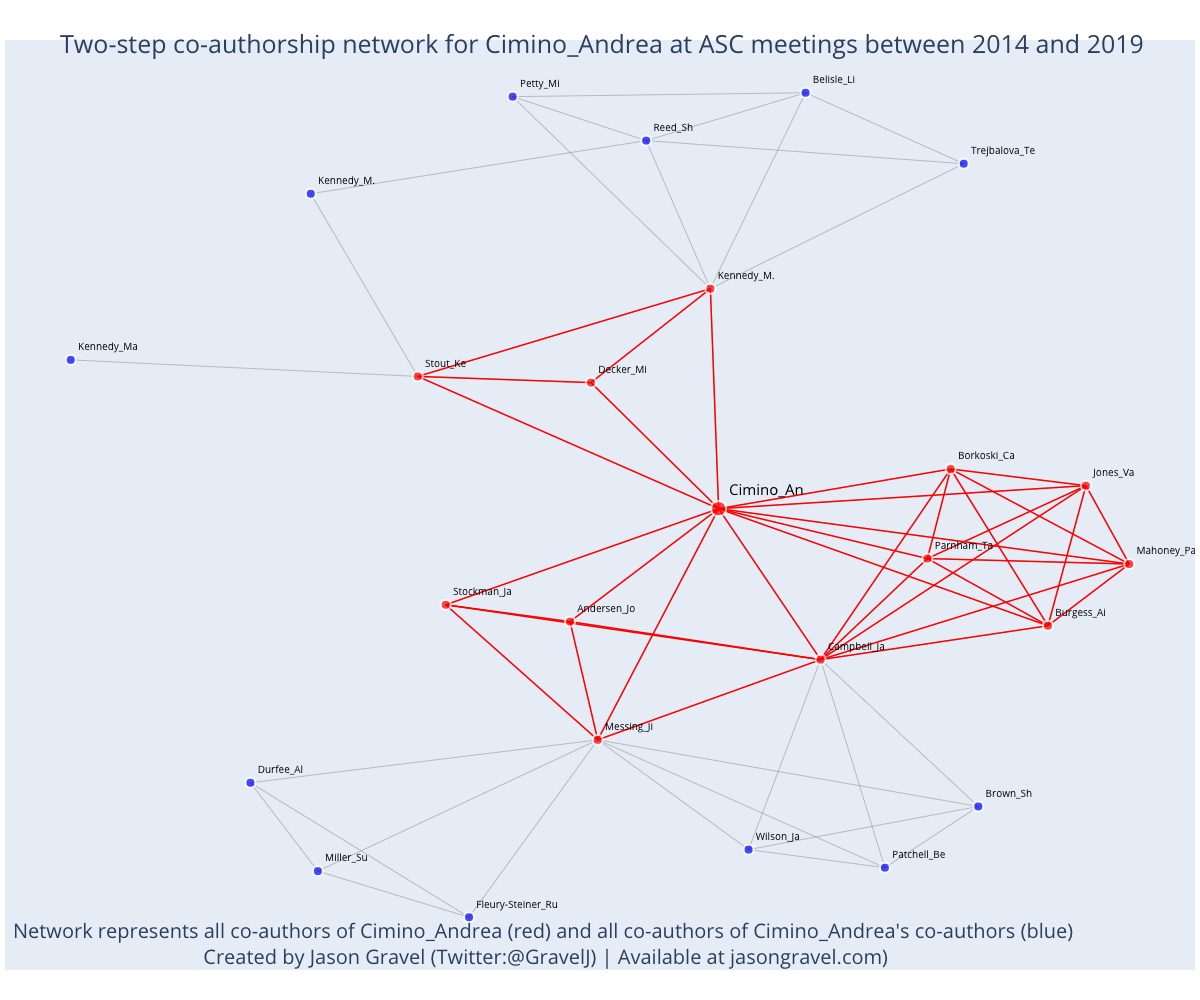 Two-step co-authorship network for Cimino_Andrea at ASC meetings between 2014 and 2019
Belisle_Li
Petty_Mi
Reed_Sh
Trejbalova_Te
Kennedy_M.
Kennedy_M.
Kennedy_Ma
Stout_Ke
Decker_Mi
Borkoski_Ca
Jones_Va
Cimino_An
Parnham_Ta
Mahoney_Pa
Stockman_Ja
Andersen_Jo
Burgess_Ai
Campbell_Ja
Messing_Ji
Durfee_Al
Brown_Sh
Wilson_Ja
Patchell_Be
Miller_Su
Fleury-Steiner_Ru
Network represents all co-authors of Cimino_Andrea (red) and all co-authors of Cimino_Andrea's co-authors (blue)
Created by Jason Gravel (Twitter:@GravelJ) | Available at jasongravel.com)